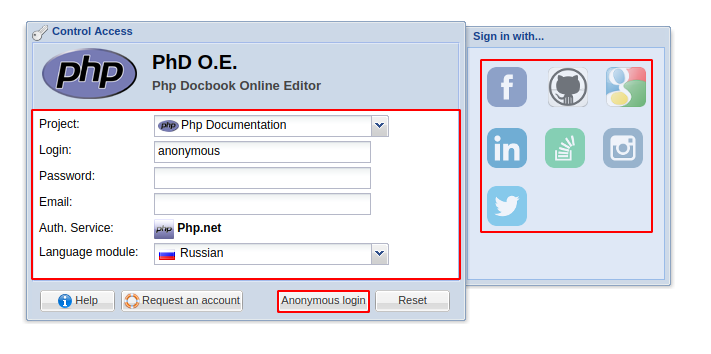 Control Access
php
PhD O.E.
Php Docbook Online Editor
Project:
php Php Documentation
Login:
anonymous
Password:
Email:
Auth. Service:
php Php.net
Language module:
Russian
Help
Request an account
Anonymous login
Reset
Sign in with...
f
g
in